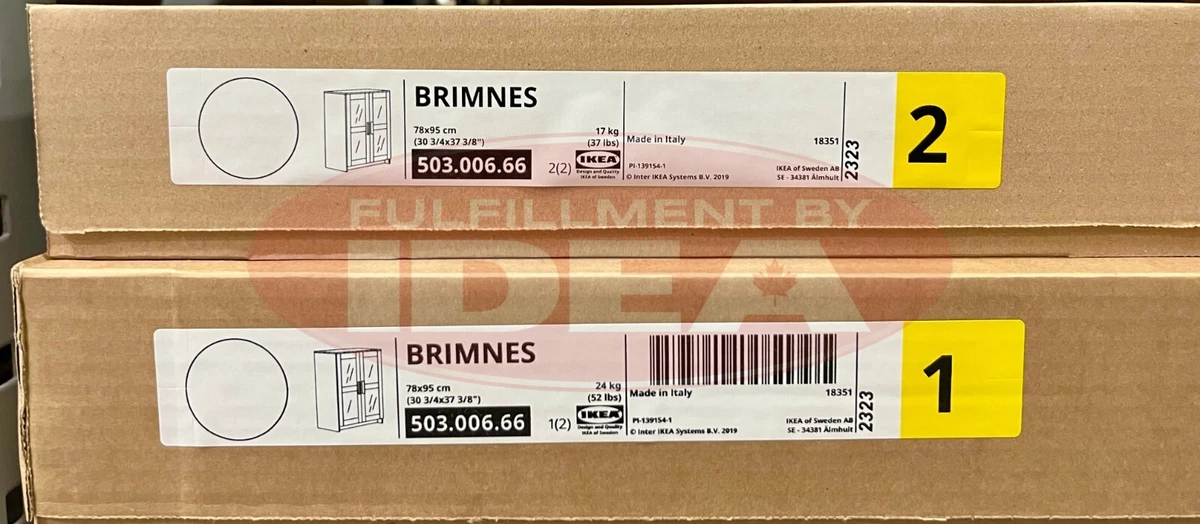 BRIMNES
78x95 cm
(30 3/4x37 3/8")
503.006.66
17 kg
(37 lbs)
2(2)
IKEA
Design and Quality
IKEA of Sweden
Made in Italy
18351
PI-139154-1
© Inter IKEA Systems B.V. 2019
IKEA of Sweden AB
SE - 34381 Älmhult
2323
2
FULFILLMENT BY
IDEA
BRIMNES
78x95 cm
(30 3/4x37 3/8")
503.006.66
24 kg
(52 lbs)
1(2)
IKEA
Design and Quality
IKEA of Sweden
Made in Italy
18351
PI-139154-1
© Inter IKEA Systems B.V. 2019
IKEA of Sweden AB
SE - 34381 Älmhult
2323
1